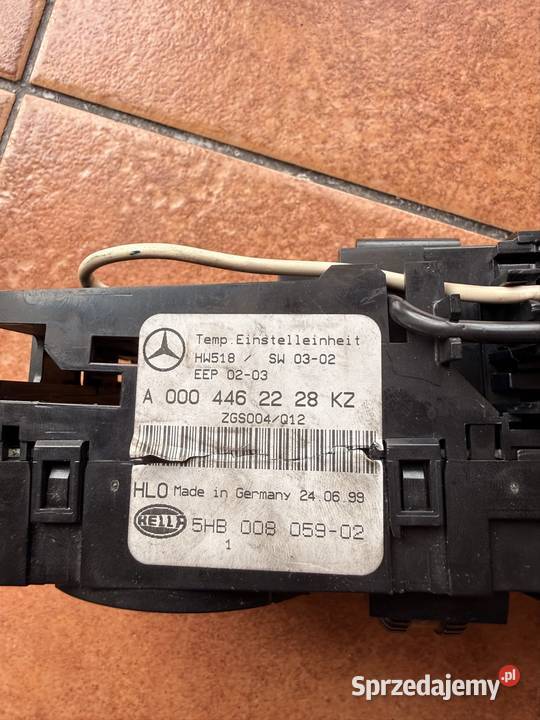 Temp.Einstelleinheit
HW518 / SW 03-02
EEP 02-03
A 000 446 22 28 KZ
ZGS004/Q12
HLO Made in Germany 24.06.99
HELLA 5HB 008 059-02
1
Sprzedajemy.pl